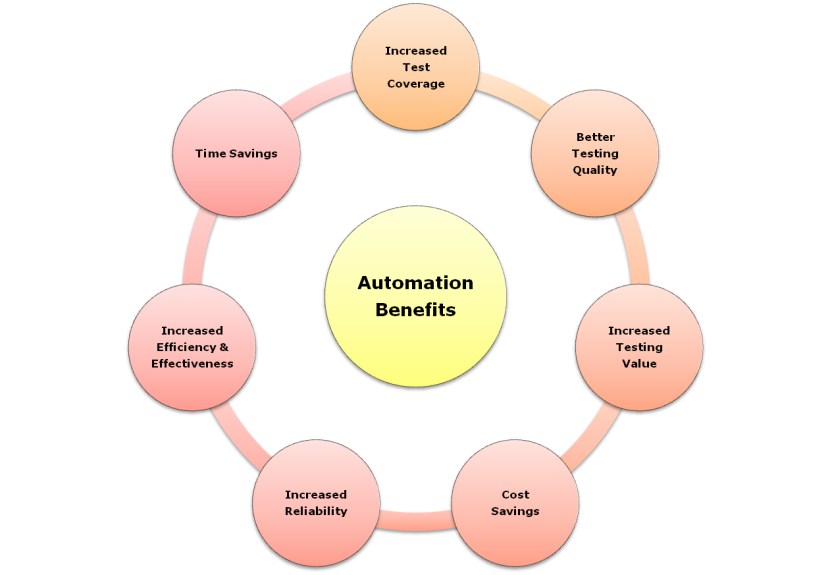 Increased
Test
Coverage
Better
Testing
Quality
Increased
Testing
Value
Cost
Savings
Increased
Reliability
Increased
Efficiency &
Effectiveness
Time Savings
Automation
Benefits